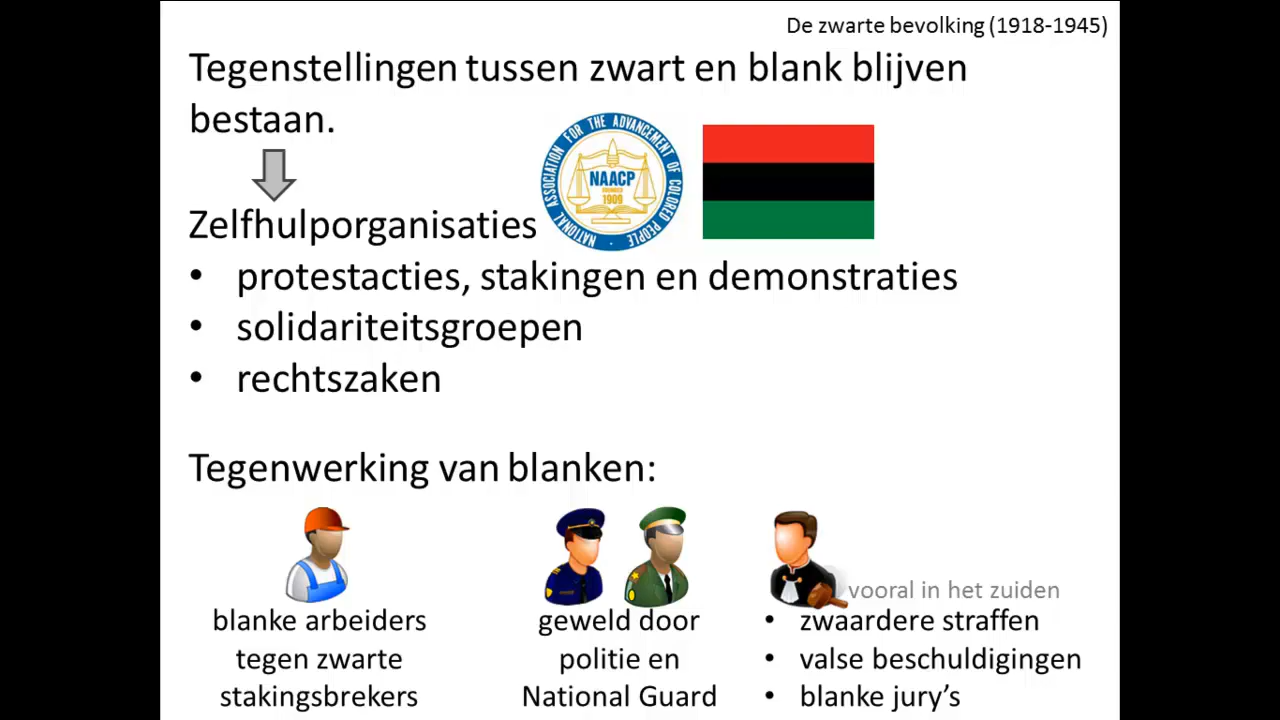 De zwarte bevolking (1918-1945)
Tegenstellingen tussen zwart en blank blijven
bestaan.
NATIONAL ASSOCIATION FOR THE ADVANCEMENT OF COLORED PEOPLE
NAACP
FOUNDED
1909
Zelfhulporganisaties
• protestacties, stakingen en demonstraties
• solidariteitsgroepen
• rechtszaken
Tegenwerking van blanken:
blanke arbeiders
tegen zwarte
stakingsbrekers
geweld door
politie en
National Guard
vooral in het zuiden
• zwaardere straffen
• valse beschuldigingen
• blanke jury's